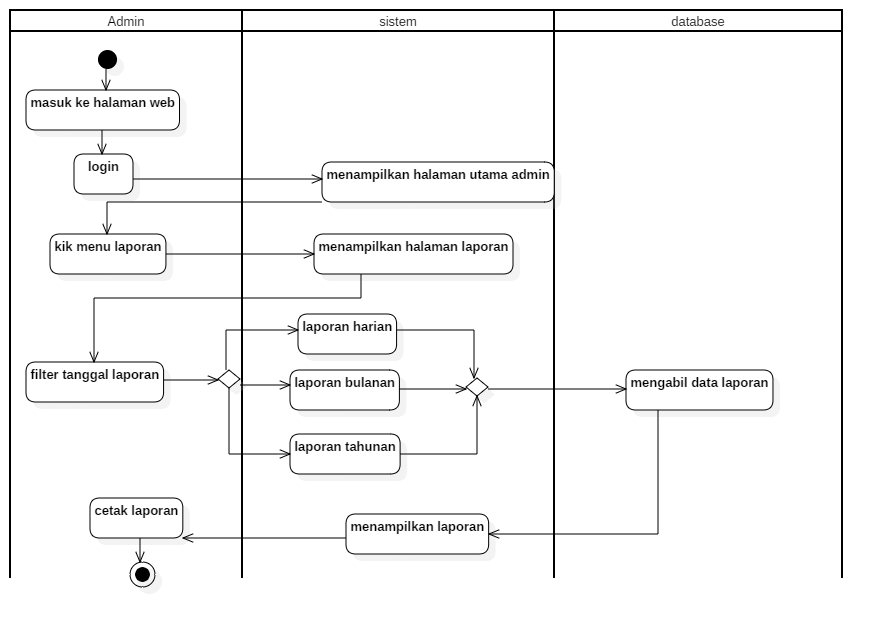 Admin
sistem
database
masuk ke halaman web
login
menampilkan halaman utama admin
kik menu laporan
menampilkan halaman laporan
laporan harian
filter tanggal laporan
laporan bulanan
mengabil data laporan
laporan tahunan
cetak laporan
menampilkan laporan